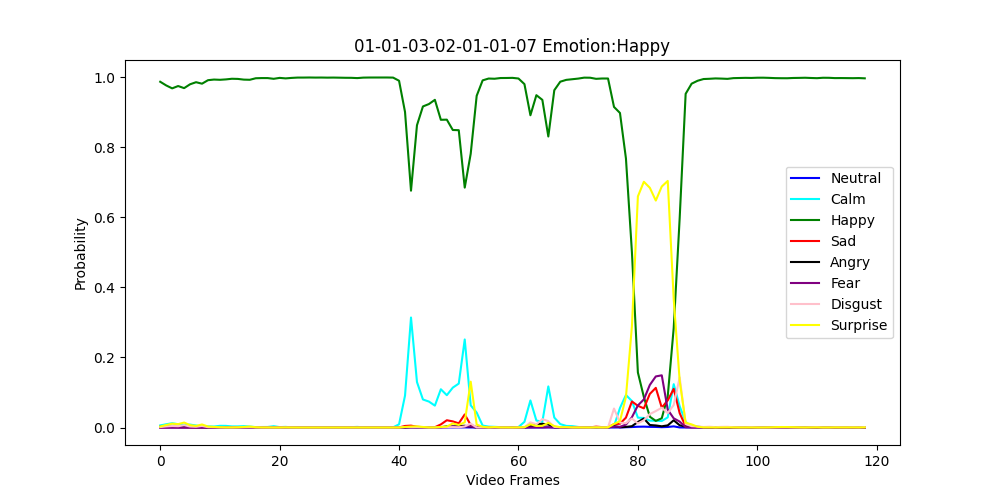 01-01-03-02-01-01-07 Emotion:Happy
Probability
1.0
0.8
0.6
0.4
0.2
0.0
Neutral
Calm
Happy
Sad
Angry
Fear
Disgust
Surprise
0 20 40 60 80 100 120
Video Frames